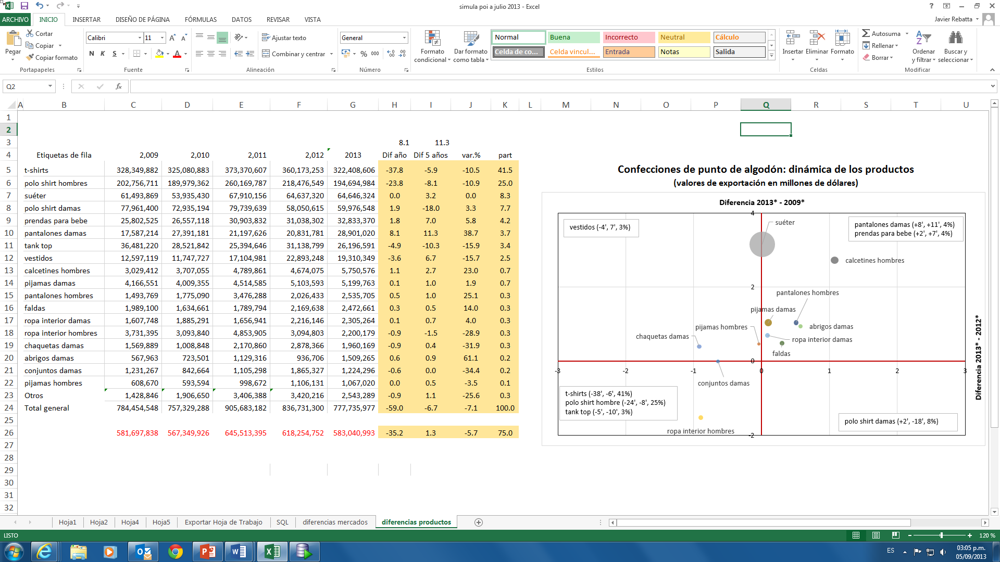 simula poi a julio 2013 - Excel
ARCHIVO INICIO INSERTAR DISEÑO DE PÁGINA FÓRMULAS DATOS REVISAR VISTA Javier Rebatta
Pegar Cortar Copiar Copiar formato Portapapeles
Calibri 11 N K S Fuente
Ajustar texto Combinar y centrar Alineación
General % 000 Número
Formato condicional Dar formato como tabla
Normal Buena Incorrecto Neutral Cálculo
Celda de co... Celda vincul... Entrada Notas Salida
Estilos
Insertar Eliminar Formato Celdas
Autosuma Rellenar Borrar Ordenar y filtrar Buscar y seleccionar Modificar
Q2 fx
A B C D E F G H I J K L M N O P Q R S T U
1
2
3 8.1 11.3
4 Etiquetas de fila 2,009 2,010 2,011 2,012 2013 Dif año Dif 5 años var.% part
5 t-shirts 328,349,882 325,080,883 373,370,607 360,173,253 322,408,606 -37.8 -5.9 -10.5 41.5
6 polo shirt hombres 202,756,711 189,979,362 260,169,787 218,476,549 194,694,984 -23.8 -8.1 -10.9 25.0
7 suéter 61,493,869 53,935,430 67,910,156 64,637,320 64,646,324 0.0 3.2 0.0 8.3
8 polo shirt damas 77,961,400 72,935,194 79,739,639 58,050,615 59,976,548 1.9 -18.0 3.3 7.7
9 prendas para bebe 25,802,525 26,557,118 30,903,832 31,038,302 32,833,370 1.8 7.0 5.8 4.2
10 pantalones damas 17,587,214 27,391,181 21,197,626 20,831,781 28,901,020 8.1 11.3 38.7 3.7
11 tank top 36,481,220 28,521,842 25,394,646 31,138,799 26,196,591 -4.9 -10.3 -15.9 3.4
12 vestidos 12,597,119 11,747,727 17,104,981 22,893,248 19,310,349 -3.6 6.7 -15.7 2.5
13 calcetines hombres 3,029,412 3,707,055 4,789,861 4,674,075 5,750,576 1.1 2.7 23.0 0.7
14 pijamas damas 4,166,551 4,009,355 4,514,585 5,103,593 5,199,763 0.1 1.0 1.9 0.7
15 pantalones hombres 1,493,769 1,775,090 3,476,288 2,026,433 2,535,705 0.5 1.0 25.1 0.3
16 faldas 1,989,100 1,634,661 1,789,794 2,169,638 2,472,661 0.3 0.5 14.0 0.3
17 ropa interior damas 1,607,748 1,885,291 1,656,941 2,216,146 2,305,264 0.1 0.7 4.0 0.3
18 ropa interior hombres 3,731,395 3,093,840 4,853,905 3,094,803 2,200,179 -0.9 -1.5 -28.9 0.3
19 chaquetas damas 1,569,889 1,008,848 2,170,860 2,878,366 1,960,169 -0.9 0.4 -31.9 0.3
20 abrigos damas 567,963 723,501 1,129,316 936,706 1,509,265 0.6 0.9 61.1 0.2
21 conjuntos damas 1,231,267 842,664 1,105,298 1,865,327 1,224,296 -0.6 0.0 -34.4 0.2
22 pijamas hombres 608,670 593,594 998,672 1,106,131 1,067,020 0.0 0.5 -3.5 0.1
23 Otros 1,428,846 1,906,650 3,406,388 3,420,216 2,543,289 -0.9 1.1 -25.6 0.3
24 Total general 784,454,548 757,329,288 905,683,182 836,731,300 777,735,977 -59.0 -6.7 -7.1 100.0
25
26 581,697,838 567,349,926 645,513,395 618,254,752 583,040,993 -35.2 1.3 -5.7 75.0
27
28
29
30
31
32
Confecciones de punto de algodón: dinámica de los productos
(valores de exportación en millones de dólares)
Diferencia 2013* - 2009*
4
vestidos (-4', 7', 3%)
suéter
pantalones damas (+8', +11', 4%)
prendas para bebe (+2', +7', 4%)
calcetines hombres
2
pantalones hombres
pijamas damas
pijamas hombres
abrigos damas
chaquetas damas
ropa interior damas
faldas
0
-3 -2 -1 0 1 2 3
Diferencia 2013* - 2012*
conjuntos damas
t-shirts (-38', -6', 41%)
polo shirt hombre (-24', -8', 25%)
tank top (-5', -10', 3%)
polo shirt damas (+2', -18', 8%)
ropa interior hombres
-2
Hoja1 Hoja2 Hoja4 Hoja5 Exportar Hoja de Trabajo SQL diferencias mercados diferencias productos
LISTO 120 %
ES 03:05 p.m.
05/09/2013